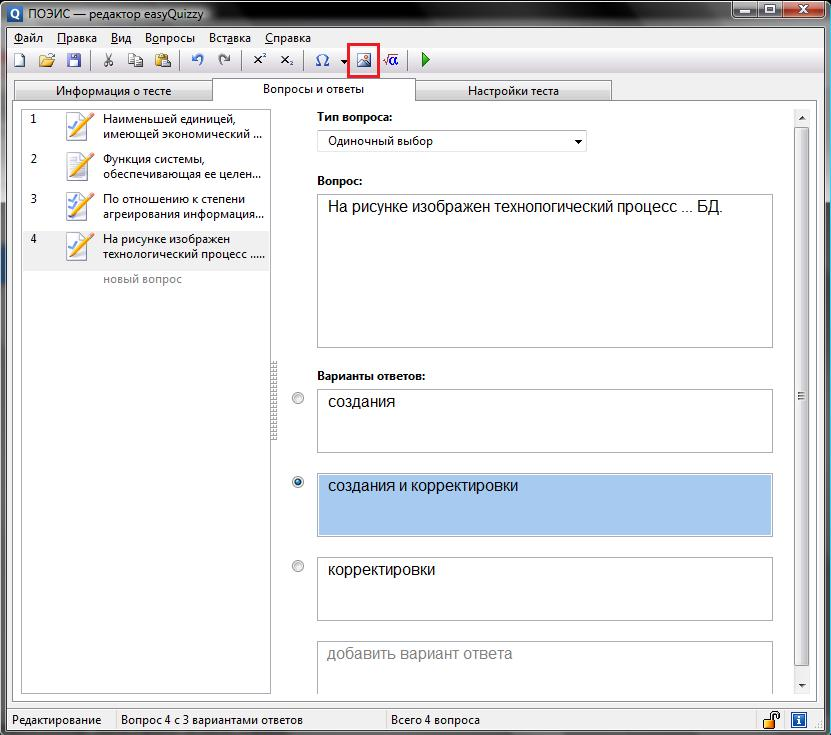 ПОЭИС — редактор easyQuizzy
Файл Правка Вид Вопросы Вставка Справка
x² x₂ Ω √α
Информация о тесте Вопросы и ответы Настройки теста
1 Наименьшей единицей,
имеющей экономический ...
2 Функция системы,
обеспечивающая ее целен...
3 По отношению к степени
агреирования информация...
4 На рисунке изображен
технологический процесс .....
новый вопрос
Тип вопроса:
Одиночный выбор
Вопрос:
На рисунке изображен технологический процесс ... БД.
Варианты ответов:
создания
создания и корректировки
корректировки
добавить вариант ответа
Редактирование Вопрос 4 с 3 вариантами ответов Всего 4 вопроса